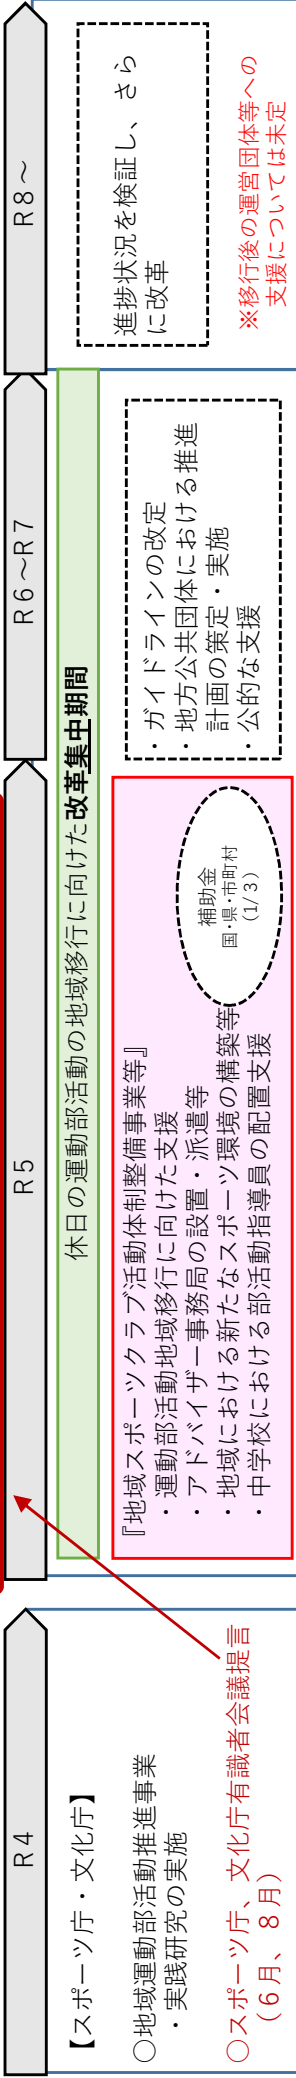 R4
【スポーツ庁・文化庁】
○地域運動部活動推進事業
・実践研究の実施
○スポーツ庁、文化庁有識者会議提言
（6月、8月）
R5
休日の運動部活動の地域移行に向けた改革集中期間
『地域スポーツクラブ活動体制整備事業等』
・運動部活動地域移行に向けた支援
・アドバイザー事務局の設置・派遣等
・地域における新たなスポーツ環境の構築等
・中学校における部活動指導員の配置支援
補助金
国・県・市町村
（1/3）
R6～R7
・ガイドラインの改定
・地方公共団体における推進
計画の策定・実施
・公的な支援
R8～
進捗状況を検証し、さら
に改革
※移行後の運営団体等への
支援については未定